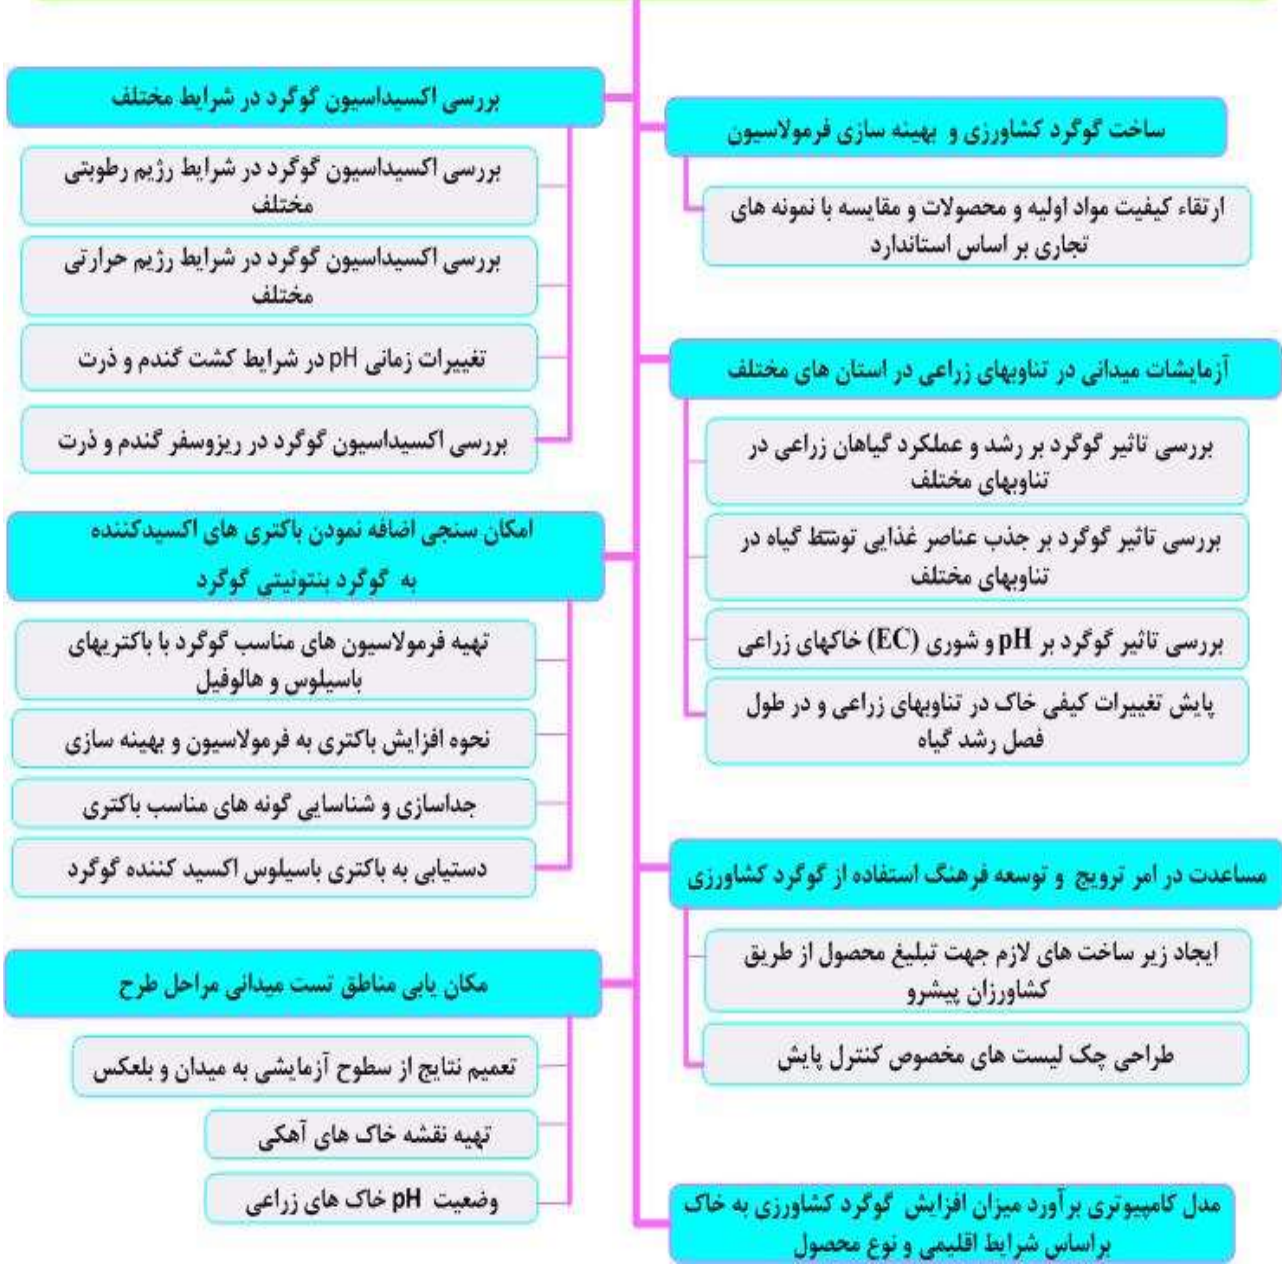 ساخت گوگرد کشاورزی و بهینه سازی فرمولاسیون
ارتقاء کیفیت مواد اولیه و محصولات و مقایسه با نمونه های
تجاری بر اساس استاندارد
آزمایشات میدانی در تناوبهای زراعی در استان های مختلف
بررسی تاثیر گوگرد بر رشد و عملکرد گیاهان زراعی در
تناوبهای مختلف
بررسی تاثیر گوگرد بر جذب عناصر غذایی توسط گیاه در
تناوبهای مختلف
بررسی تاثیر گوگرد بر pH و شوری (EC) خاکهای زراعی
پایش تغییرات کیفی خاک در تناوبهای زراعی و در طول
فصل رشد گیاه
مساعدت در امر ترویج و توسعه فرهنگ استفاده از گوگرد کشاورزی
ایجاد زیر ساخت های لازم جهت تبلیغ محصول از طریق
کشاورزان پیشرو
طراحی چک لیست های مخصوص کنترل پایش
مدل کامپیوتری برآورد میزان افزایش گوگرد کشاورزی به خاک
براساس شرایط اقلیمی و نوع محصول
بررسی اکسیداسیون گوگرد در شرایط مختلف
بررسی اکسیداسیون گوگرد در شرایط رژیم رطوبتی
مختلف
بررسی اکسیداسیون گوگرد در شرایط رژیم حرارتی
مختلف
تغییرات زمانی pH در شرایط کشت گندم و ذرت
بررسی اکسیداسیون گوگرد در ریزوسفر گندم و ذرت
امکان سنجی اضافه نمودن باکتری های اکسیدکننده
به گوگرد بنتونیتی گوگرد
تهیه فرمولاسیون های مناسب گوگرد با باکتریهای
باسیلوس و هالوفیل
نحوه افزایش باکتری به فرمولاسیون و بهینه سازی
جداسازی و شناسایی گونه های مناسب باکتری
دستیابی به باکتری باسیلوس اکسید کننده گوگرد
مکان یابی مناطق تست میدانی مراحل طرح
تعمیم نتایج از سطوح آزمایشی به میدان و بلعکس
تهیه نقشه خاک های آهکی
وضعیت pH خاک های زراعی